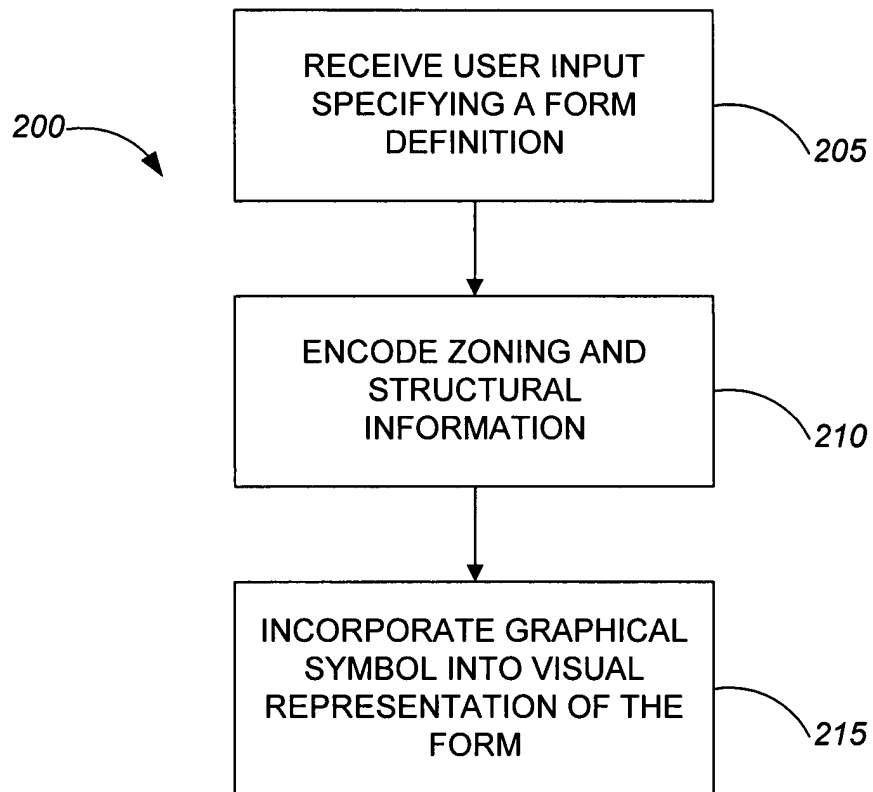 RECEIVE USER INPUT
SPECIFYING A FORM
DEFINITION
200
205
ENCODE ZONING AND
STRUCTURAL
INFORMATION
210
INCORPORATE GRAPHICAL
SYMBOL INTO VISUAL
REPRESENTATION OF THE
FORM
215